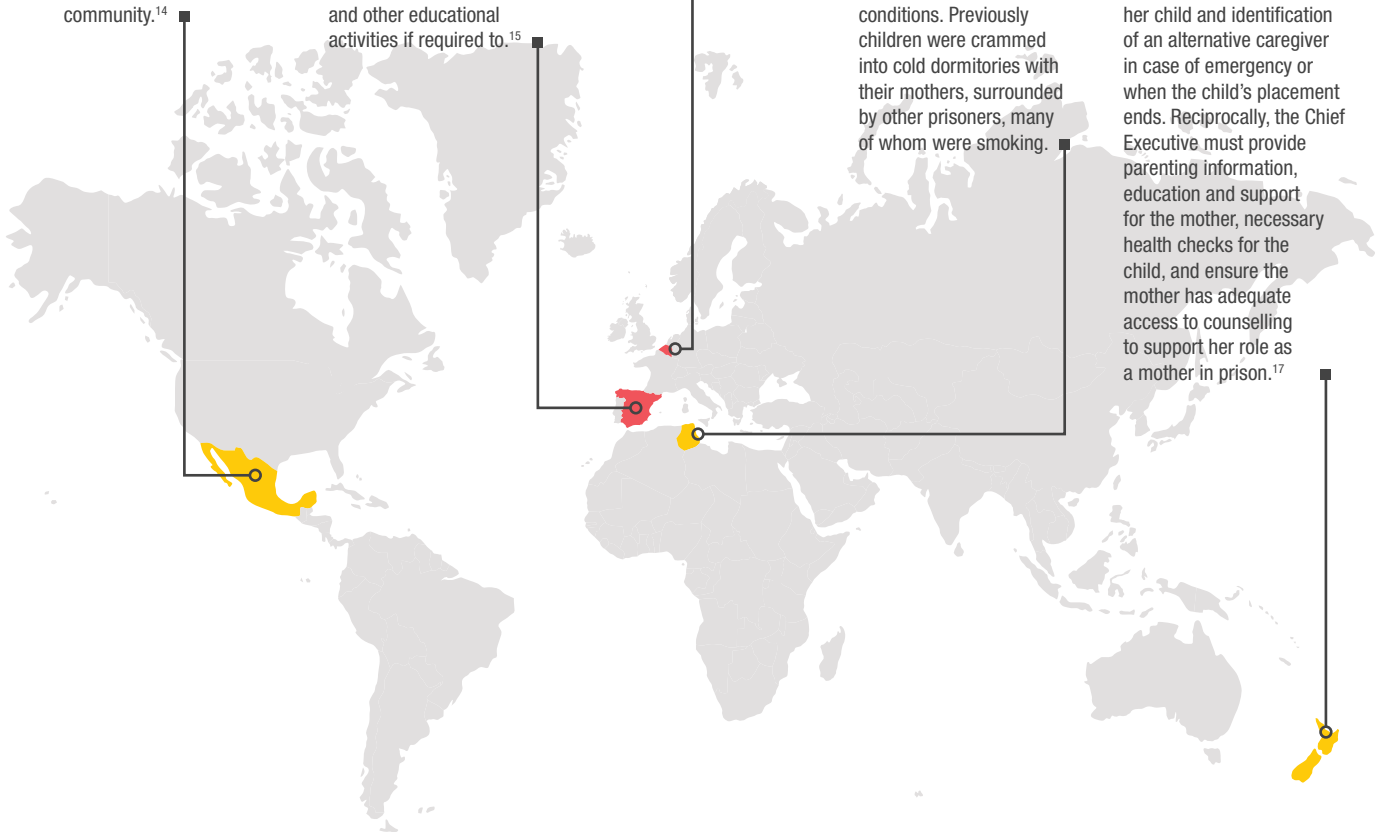 community.¹⁴
and other educational
activities if required to.¹⁵
conditions. Previously
children were crammed
into cold dormitories with
their mothers, surrounded
by other prisoners, many
of whom were smoking.
her child and identification
of an alternative caregiver
in case of emergency or
when the child’s placement
ends. Reciprocally, the Chief
Executive must provide
parenting information,
education and support
for the mother, necessary
health checks for the
child, and ensure the
mother has adequate
access to counselling
to support her role as
a mother in prison.¹⁷